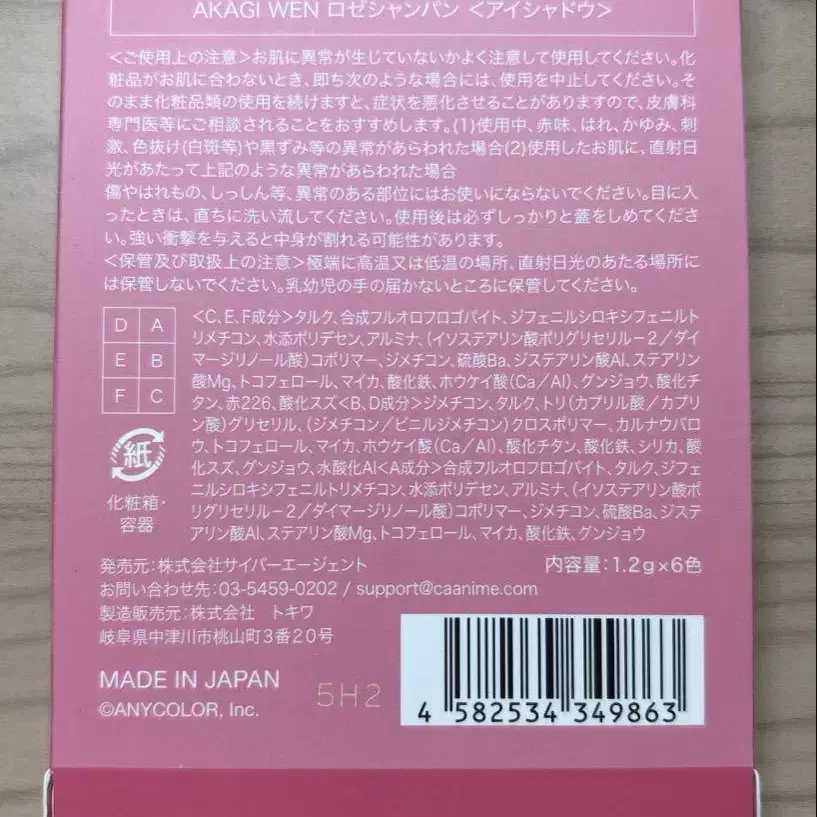 AKAGI WEN ロゼシャンパン <アイシャドウ>
<ご使用上の注意>お肌に異常が生じていないかよく注意して使用してください。化
粧品がお肌に合わないとき、即ち次のような場合には、使用を中止してください。そ
のまま化粧品類の使用を続けますと、症状を悪化させることがありますので、皮膚科
専門医等にご相談されることをおすすめします。(1)使用中、赤味、はれ、かゆみ、刺
激、色抜け(白斑等)や黒ずみ等の異常があらわれた場合(2)使用したお肌に、直射日
光があたって上記のような異常があらわれた場合
傷やはれもの、しっしん等、異常のある部位にはお使いにならないでください。目に入
ったときは、直ちに洗い流してください。使用後は必ずしっかりと蓋をしめてくださ
い。強い衝撃を与えると中身が割れる可能性があります。
<保管及び取扱上の注意>極端に高温又は低温の場所、直射日光のあたる場所に
は保管しないでください。乳幼児の手の届かないところに保管してください。
D A
E B
F C
紙
化粧箱・
容器
<C、E、F成分>タルク、合成フルオロフロゴパイト、ジフェニルシロキシフェニルト
リメチコン、水添ポリデセン、アルミナ、(イソステアリン酸ポリグリセリル-2/ダイ
マージリノール酸)コポリマー、ジメチコン、硫酸Ba、ジステアリン酸Al、ステアリン
酸Mg、トコフェロール、マイカ、酸化鉄、ホウケイ酸(Ca/Al)、グンジョウ、酸化チ
タン、赤226、酸化スズ<B、D成分>ジメチコン、タルク、トリ(カプリル酸/カプリ
ン酸)グリセリル、(ジメチコン/ビニルジメチコン)クロスポリマー、カルナウバロ
ウ、トコフェロール、マイカ、ホウケイ酸(Ca/Al)、酸化チタン、酸化鉄、シリカ、酸
化スズ、グンジョウ、水酸化Al<A成分>合成フルオロフロゴパイト、タルク、ジフェ
ニルシロキシフェニルトリメチコン、水添ポリデセン、アルミナ、(イソステアリン酸ポ
リグリセリル-2/ダイマージリノール酸)コポリマー、ジメチコン、硫酸Ba、ジステ
アリン酸Al、ステアリン酸Mg、トコフェロール、マイカ、酸化鉄、グンジョウ
発売元:株式会社サイバーエージェント 内容量:1.2g×6色
お問い合わせ先:03-5459-0202 / support@caanime.com
製造販売元:株式会社 トキワ
岐阜県中津川市桃山町3番20号
MADE IN JAPAN
5H2
©ANYCOLOR, Inc.
4 582534 349863